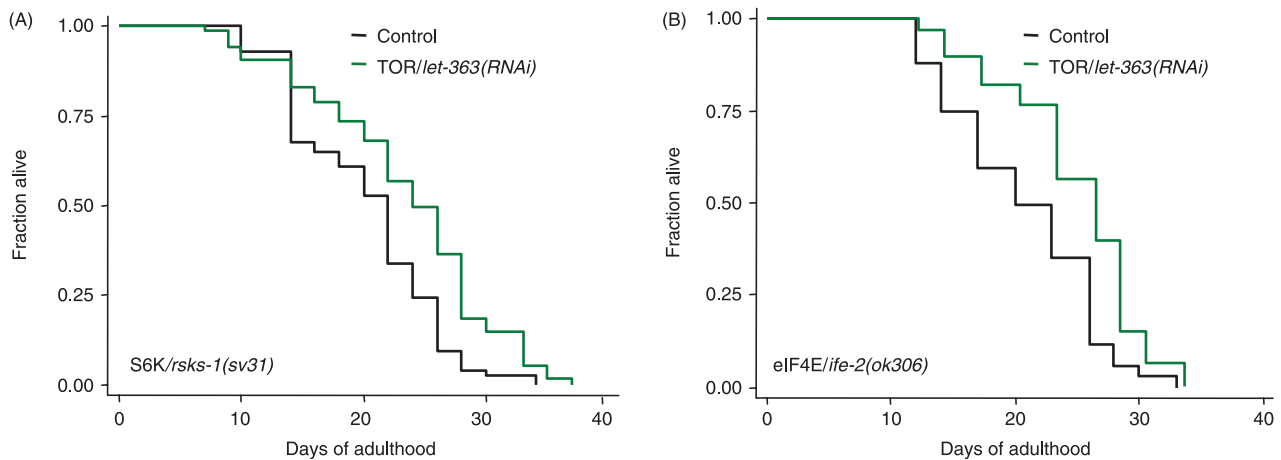 (A)
1.00
0.75
0.50
0.25
0.00
Fraction alive
Control
TOR/let-363(RNAi)
S6K/rsks-1(sv31)
0 10 20 30 40
Days of adulthood
(B)
1.00
0.75
0.50
0.25
0.00
Fraction alive
Control
TOR/let-363(RNAi)
eIF4E/ife-2(ok306)
0 10 20 30 40
Days of adulthood